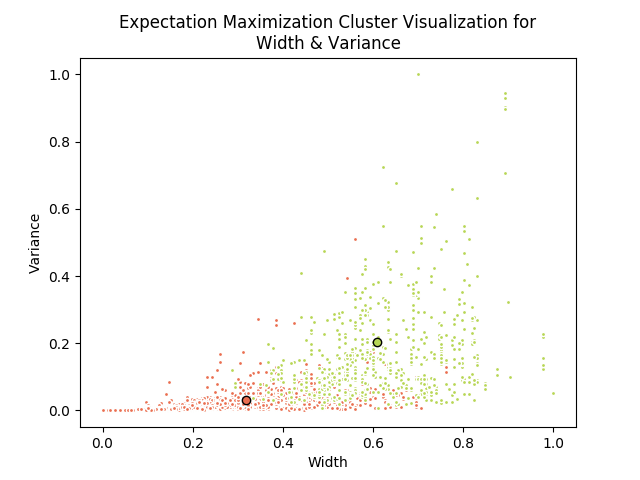 Expectation Maximization Cluster Visualization for
Width & Variance
1.0
0.8
0.6
0.4
0.2
0.0
Variance
0.0 0.2 0.4 0.6 0.8 1.0
Width